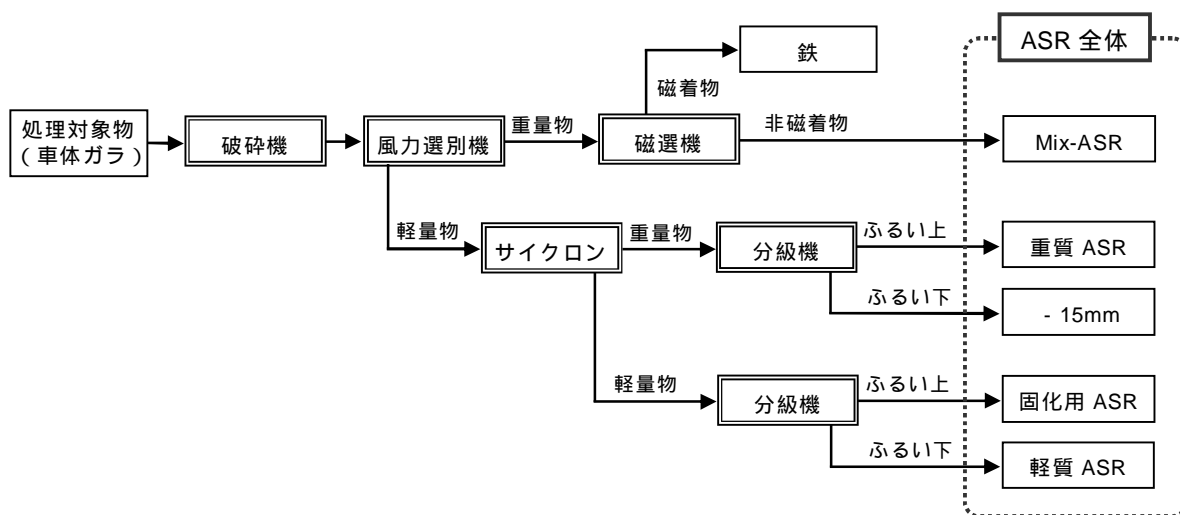 ASR 全体
鉄
磁着物
処理対象物
(車体ガラ)
破砕機
風力選別機
重量物
磁選機
非磁着物
Mix-ASR
軽量物
サイクロン
重量物
分級機
ふるい上
重質 ASR
ふるい下
- 15mm
軽量物
分級機
ふるい上
固化用 ASR
ふるい下
軽質 ASR